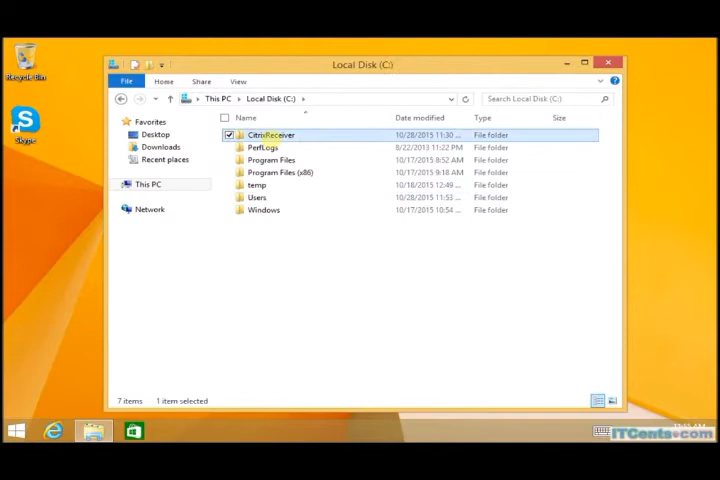 Recycle Bin
Skype
Local Disk (C:)
File Home Share View
This PC Local Disk (C:) Search Local Disk (C:)
Name Date modified Type Size
Favorites
Desktop
Downloads
Recent places
This PC
Network
CitrixReceiver 10/28/2015 11:30 ... File folder
PerfLogs 8/22/2013 11:22 PM File folder
Program Files 10/17/2015 8:52 AM File folder
Program Files (x86) 10/17/2015 9:18 AM File folder
temp 10/18/2015 12:49 ... File folder
Users 10/28/2015 11:53 ... File folder
Windows 10/17/2015 10:54 ... File folder
7 items 1 item selected
ITCents.com